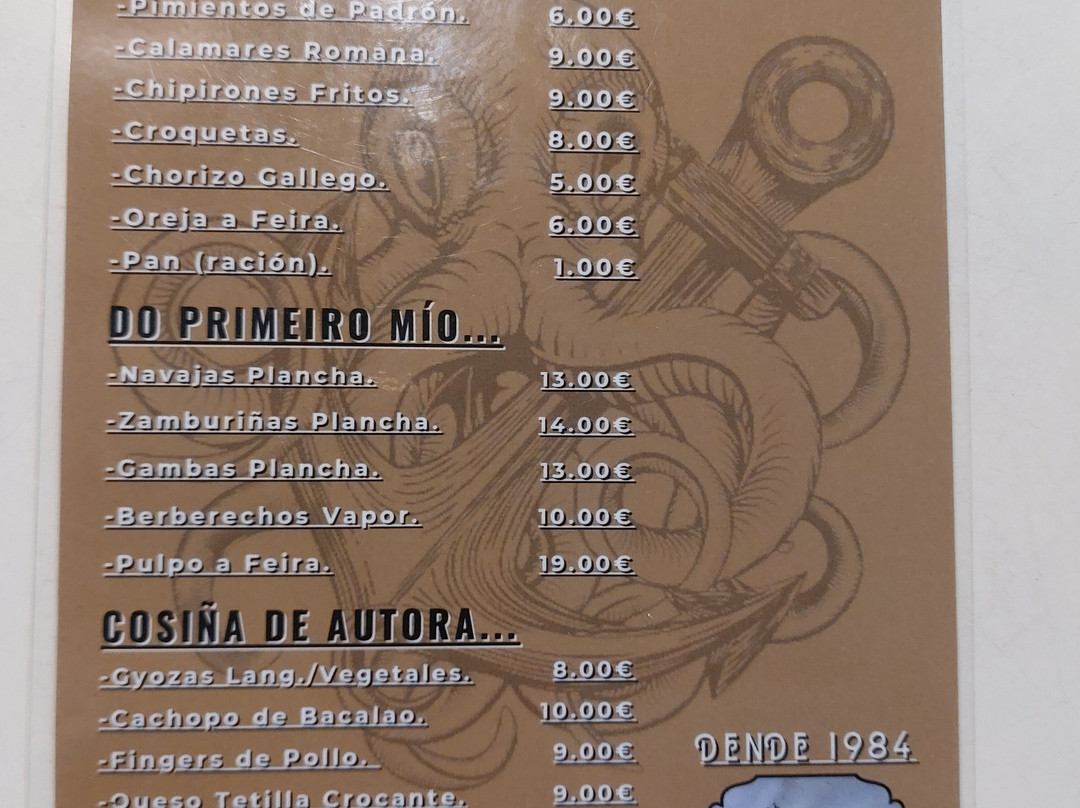 -Pimientos de Padrón. 6.00€
-Calamares Romana. 9.00€
-Chipirones Fritos. 9.00€
-Croquetas. 8.00€
-Chorizo Gallego. 5.00€
-Oreja a Feira. 6.00€
-Pan (ración). 1.00€
DO PRIMEIRO MÍO...
-Navajas Plancha. 13.00€
-Zamburiñas Plancha. 14.00€
-Gambas Plancha. 13.00€
-Berberechos Vapor. 10.00€
-Pulpo a Feira. 19.00€
COSIÑA DE AUTORA...
-Gyozas Lang./Vegetales. 8.00€
-Cachopo de Bacalao. 10.00€
-Fingers de Pollo. 9.00€
-Queso Tetilla Crocante. 9.00€
DENDE 1984